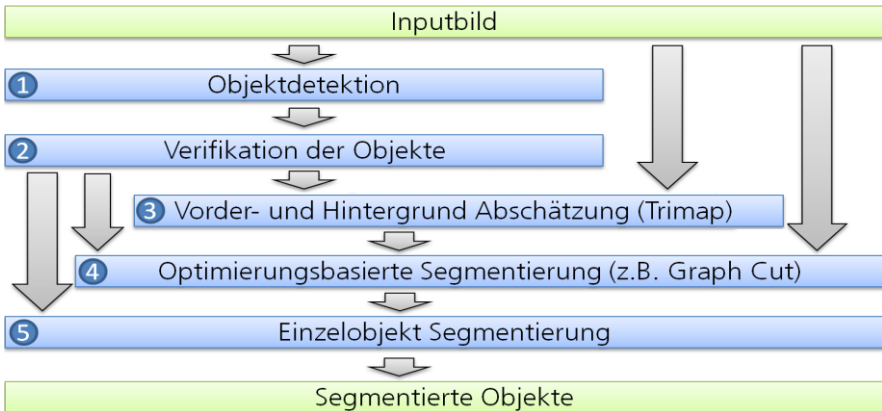 Inputbild
1 Objektdetektion
2 Verifikation der Objekte
3 Vorder- und Hintergrund Abschätzung (Trimap)
4 Optimierungsbasierte Segmentierung (z.B. Graph Cut)
5 Einzelobjekt Segmentierung
Segmentierte Objekte